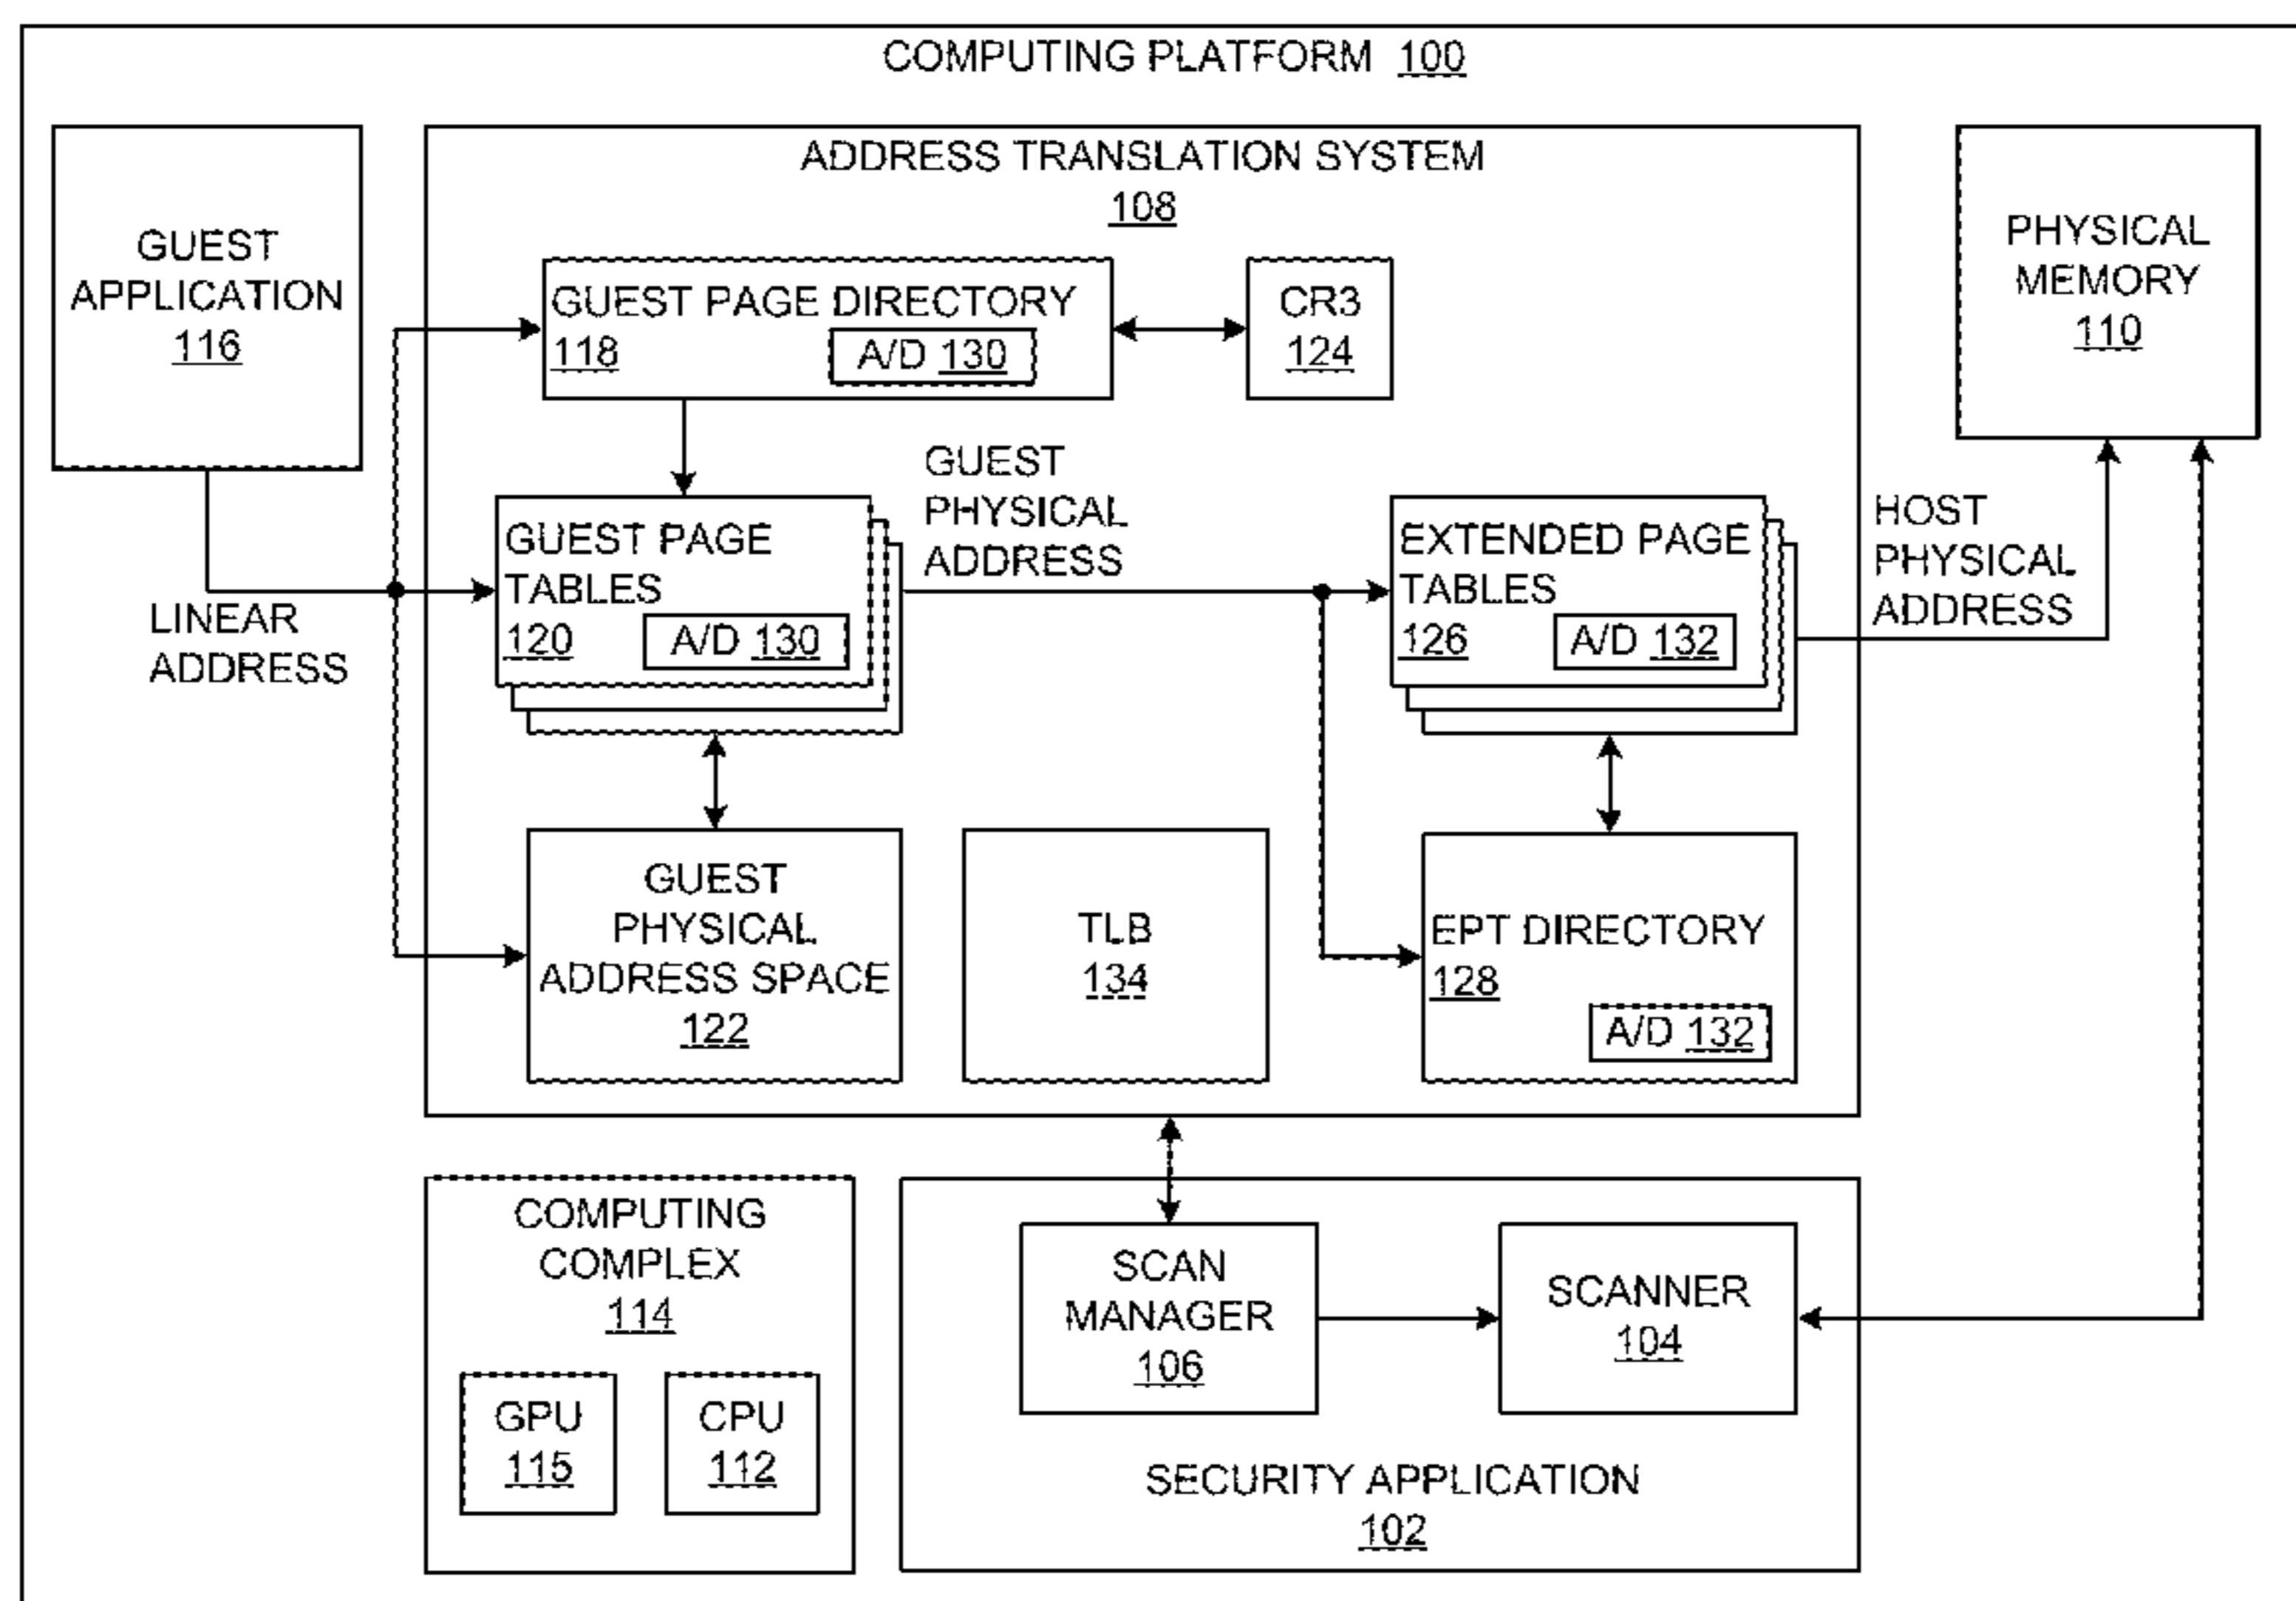 COMPUTING PLATFORM 100
GUEST
APPLICATION
116
ADDRESS TRANSLATION SYSTEM
108
PHYSICAL
MEMORY
110
GUEST PAGE DIRECTORY
118
A/D 130
CR3
124
LINEAR
ADDRESS
GUEST PAGE
TABLES
120
A/D 130
GUEST
PHYSICAL
ADDRESS
EXTENDED PAGE
TABLES
126
A/D 132
HOST
PHYSICAL
ADDRESS
GUEST
PHYSICAL
ADDRESS SPACE
122
TLB
134
EPT DIRECTORY
128
A/D 132
COMPUTING
COMPLEX
114
GPU
115
CPU
112
SCAN
MANAGER
106
SCANNER
104
SECURITY APPLICATION
102